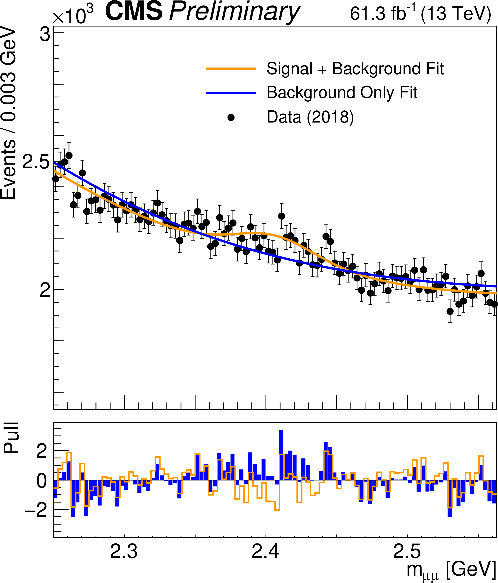 CMS Preliminary 61.3 fb⁻¹ (13 TeV)
×10³
3
2.5
2
Events / 0.003 GeV
Signal + Background Fit
Background Only Fit
Data (2018)
Pull
2
0
−2
2.3 2.4 2.5
mμμ [GeV]